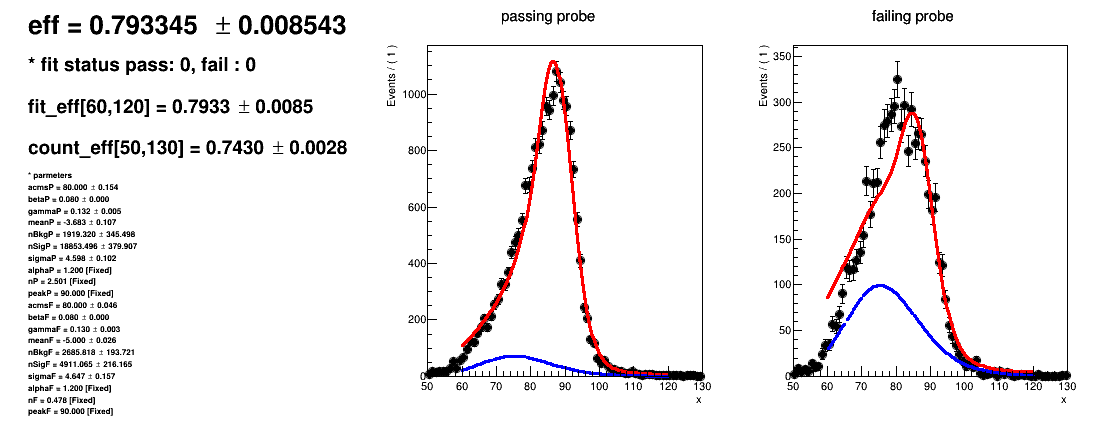 eff = 0.793345 ± 0.008543
* fit status pass: 0, fail : 0
fit_eff[60,120] = 0.7933 ± 0.0085
count_eff[50,130] = 0.7430 ± 0.0028
* parmeters
acmsP = 80.000 ± 0.154
betaP = 0.080 ± 0.000
gammaP = 0.132 ± 0.005
meanP = -3.683 ± 0.107
nBkgP = 1919.320 ± 345.498
nSigP = 18853.496 ± 379.907
sigmaP = 4.598 ± 0.102
alphaP = 1.200 [Fixed]
nP = 2.501 [Fixed]
peakP = 90.000 [Fixed]
acmsF = 80.000 ± 0.046
betaF = 0.080 ± 0.000
gammaF = 0.130 ± 0.003
meanF = -5.000 ± 0.026
nBkgF = 2685.818 ± 193.721
nSigF = 4911.065 ± 216.165
sigmaF = 4.647 ± 0.157
alphaF = 1.200 [Fixed]
nF = 0.478 [Fixed]
peakF = 90.000 [Fixed]
passing probe
Events / ( 1 )
1000
800
600
400
200
0
50 60 70 80 90 100 110 120 130
x
failing probe
Events / ( 1 )
350
300
250
200
150
100
50
0
50 60 70 80 90 100 110 120 130
x